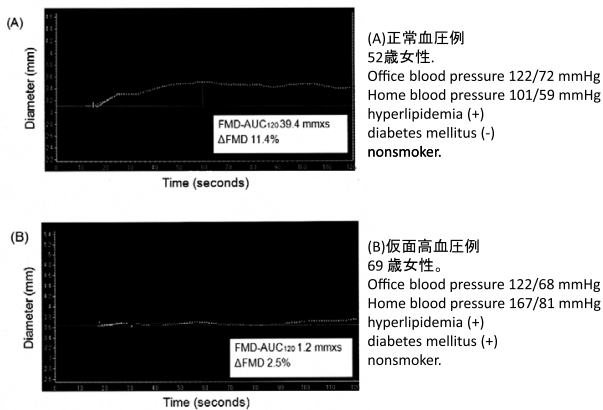 (A)
Diameter (mm)
FMD-AUC120 39.4 mmxs
ΔFMD 11.4%
Time (seconds)
(A)正常血圧例
52歳女性.
Office blood pressure 122/72 mmHg
Home blood pressure 101/59 mmHg
hyperlipidemia (+)
diabetes mellitus (-)
nonsmoker.
(B)
Diameter (mm)
FMD-AUC120 1.2 mmxs
ΔFMD 2.5%
Time (seconds)
(B)仮面高血圧例
69 歳女性。
Office blood pressure 122/68 mmHg
Home blood pressure 167/81 mmHg
hyperlipidemia (+)
diabetes mellitus (+)
nonsmoker.